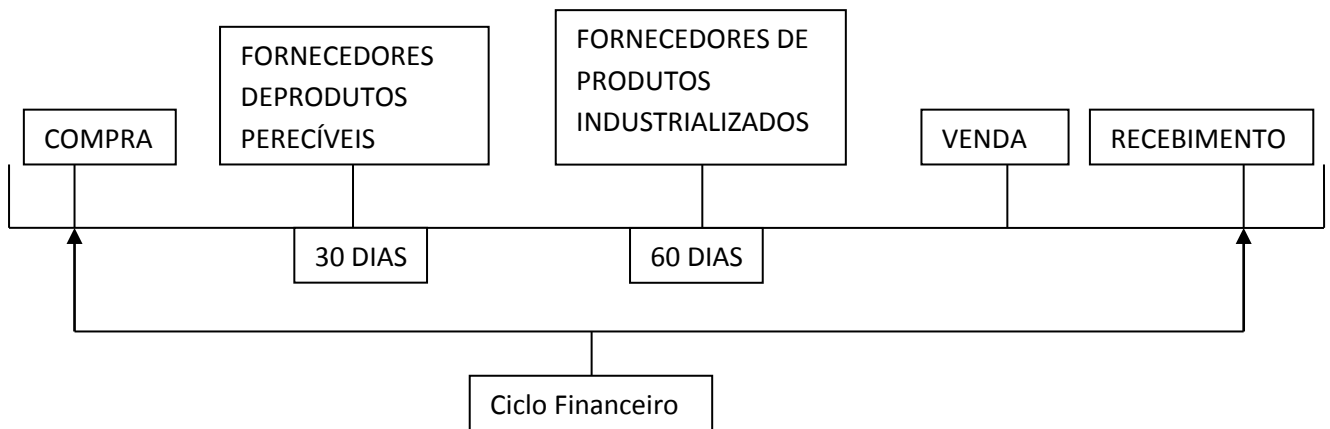 COMPRA
FORNECEDORES
DEPRODUTOS
PERECÍVEIS
FORNECEDORES DE
PRODUTOS
INDUSTRIALIZADOS
VENDA
RECEBIMENTO
30 DIAS
60 DIAS
Ciclo Financeiro